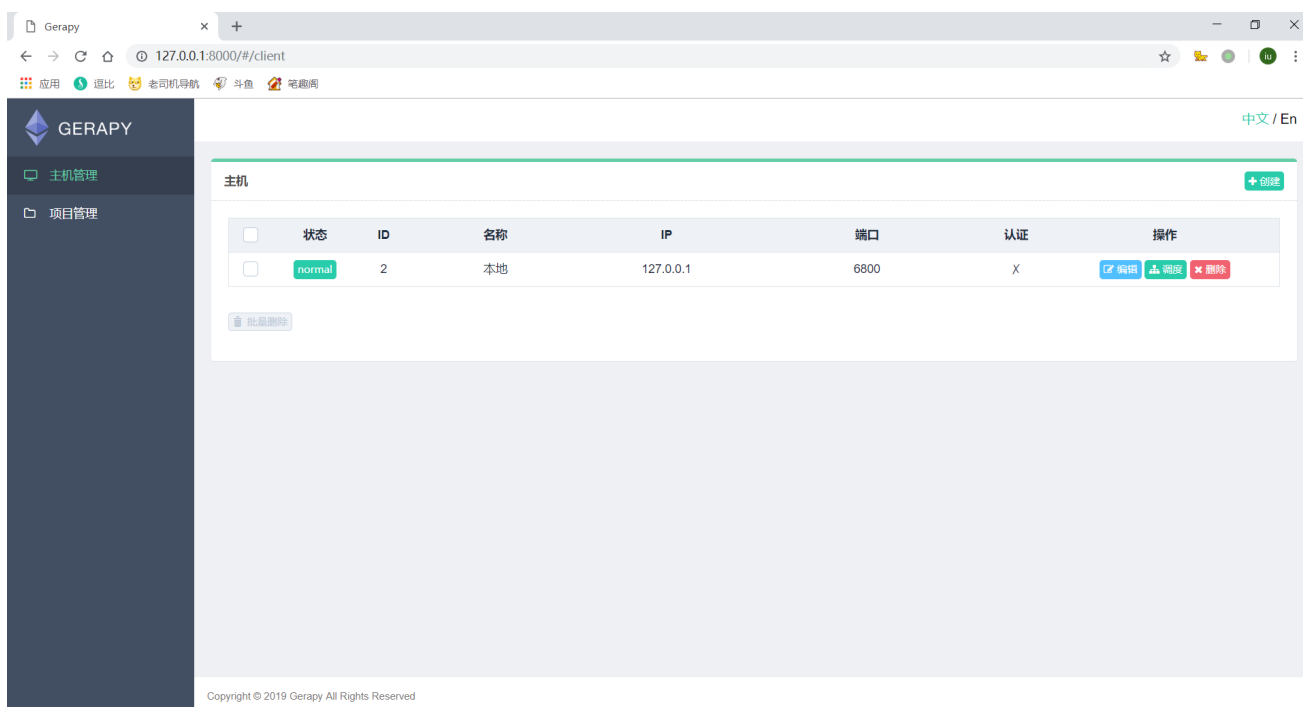 Gerapy
127.0.0.1:8000/#/client
iu
应用 逗比 老司机导航 斗鱼 笔趣阁
GERAPY
中文 / En
主机管理
项目管理
主机
创建
状态 ID 名称 IP 端口 认证 操作
normal 2 本地 127.0.0.1 6800 X 编辑 调度 删除
批量删除
Copyright © 2019 Gerapy All Rights Reserved